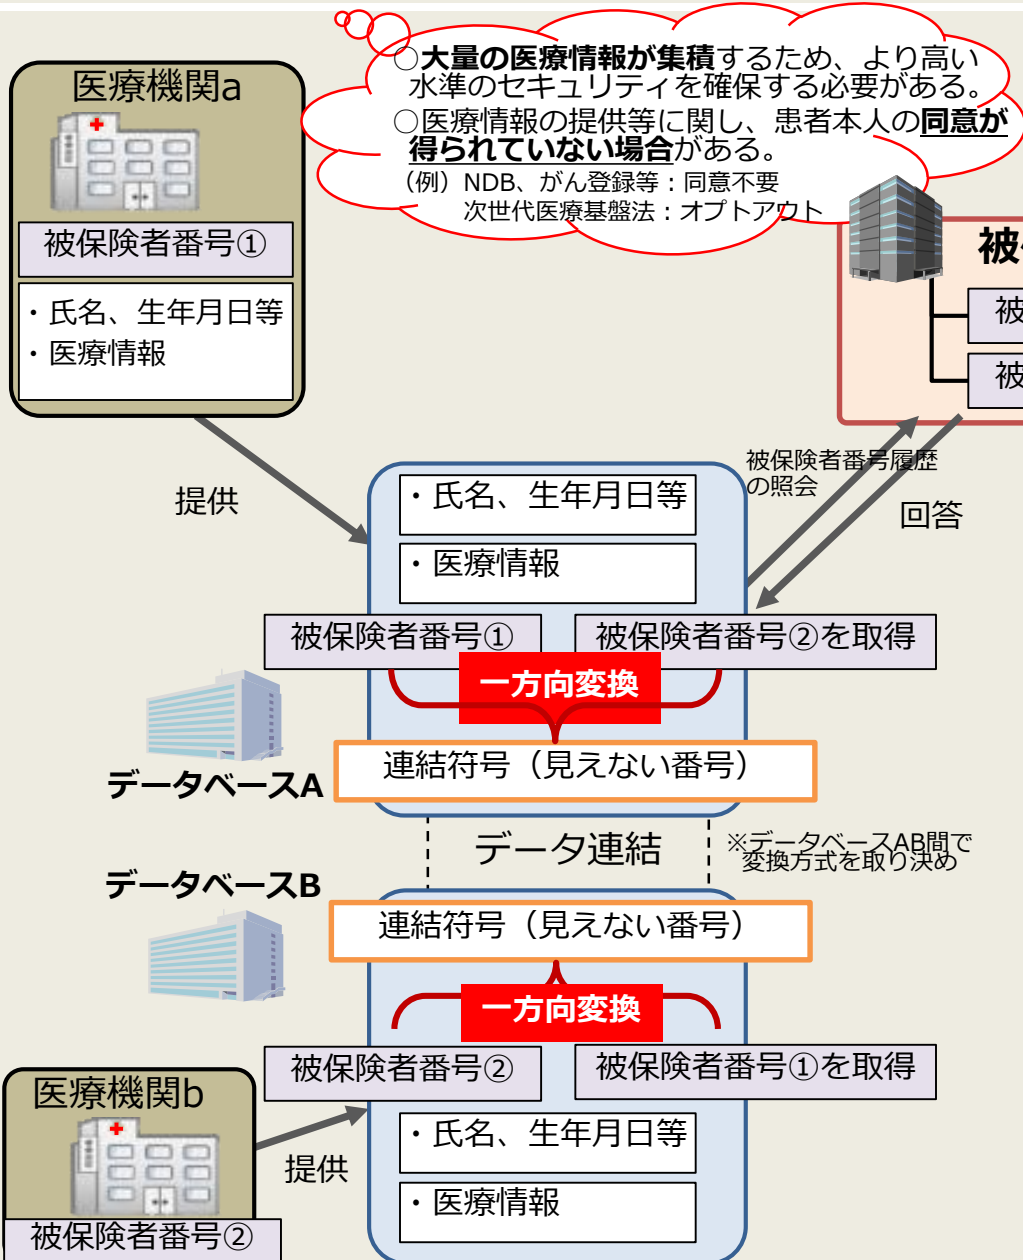 ○大量の医療情報が集積するため、より高い
水準のセキュリティを確保する必要がある。
○医療情報の提供等に関し、患者本人の同意が
得られていない場合がある。
（例）NDB、がん登録等：同意不要
次世代医療基盤法：オプトアウト
医療機関a
被保険者番号①
・氏名、生年月日等
・医療情報
被
被
被
提供
被保険者番号履歴
の照会
回答
・氏名、生年月日等
・医療情報
被保険者番号①
被保険者番号②を取得
一方向変換
連結符号（見えない番号）
データベースA
データ連結
※データベースAB間で
変換方式を取り決め
データベースB
連結符号（見えない番号）
一方向変換
被保険者番号②
被保険者番号①を取得
医療機関b
提供
・氏名、生年月日等
・医療情報
被保険者番号②